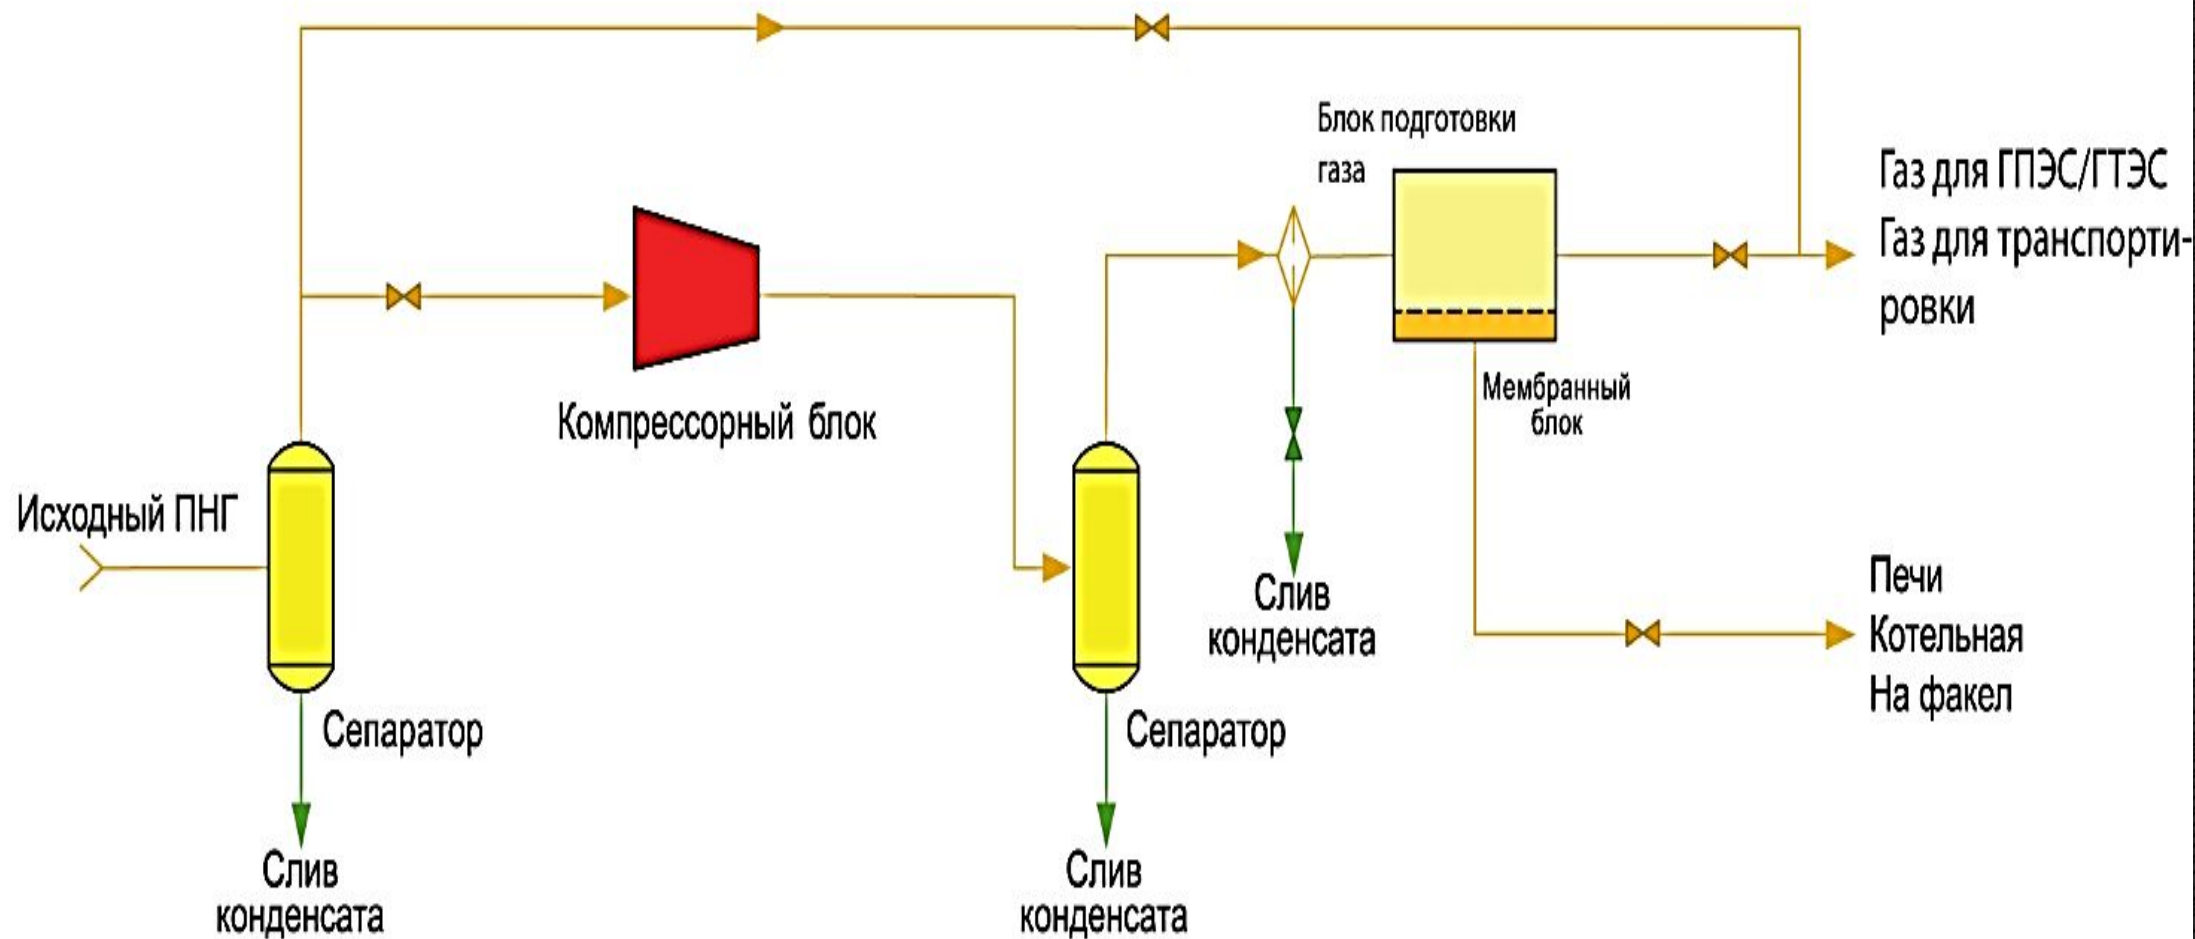 Блок подготовки
газа
Газ для ГПЭС/ГТЭС
Газ для транспорти-
ровки
Компрессорный блок
Мембранный
блок
Исходный ПНГ
Слив
конденсата
Печи
Котельная
На факел
Сепаратор
Сепаратор
Слив
конденсата
Слив
конденсата